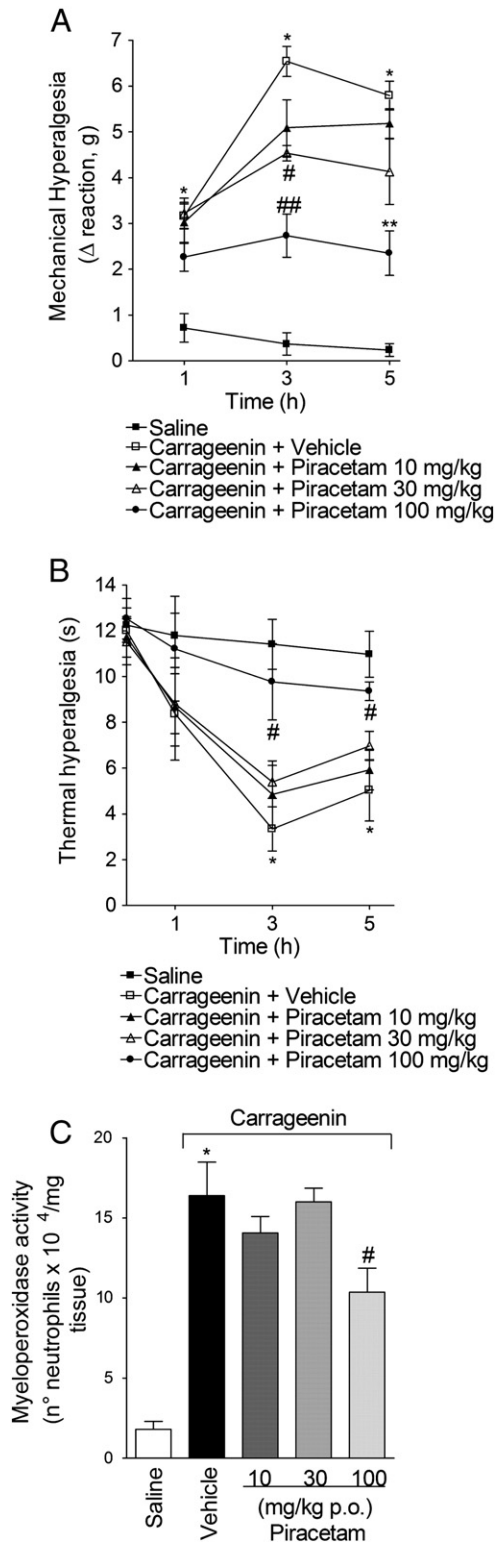 A
Mechanical Hyperalgesia
(Δ reaction, g)
7
6
5
4
3
2
1
0
*
*
*
#
##
**
1 3 5
Time (h)
Saline
Carrageenin + Vehicle
Carrageenin + Piracetam 10 mg/kg
Carrageenin + Piracetam 30 mg/kg
Carrageenin + Piracetam 100 mg/kg
B
Thermal hyperalgesia (s)
14
12
10
8
6
4
2
0
#
#
*
*
1 3 5
Time (h)
Saline
Carrageenin + Vehicle
Carrageenin + Piracetam 10 mg/kg
Carrageenin + Piracetam 30 mg/kg
Carrageenin + Piracetam 100 mg/kg
C
Carrageenin
Myeloperoxidase activity
(n° neutrophils x 10 4/mg
tissue)
20
15
10
5
0
*
#
Saline
Vehicle
10 30 100
(mg/kg p.o.)
Piracetam